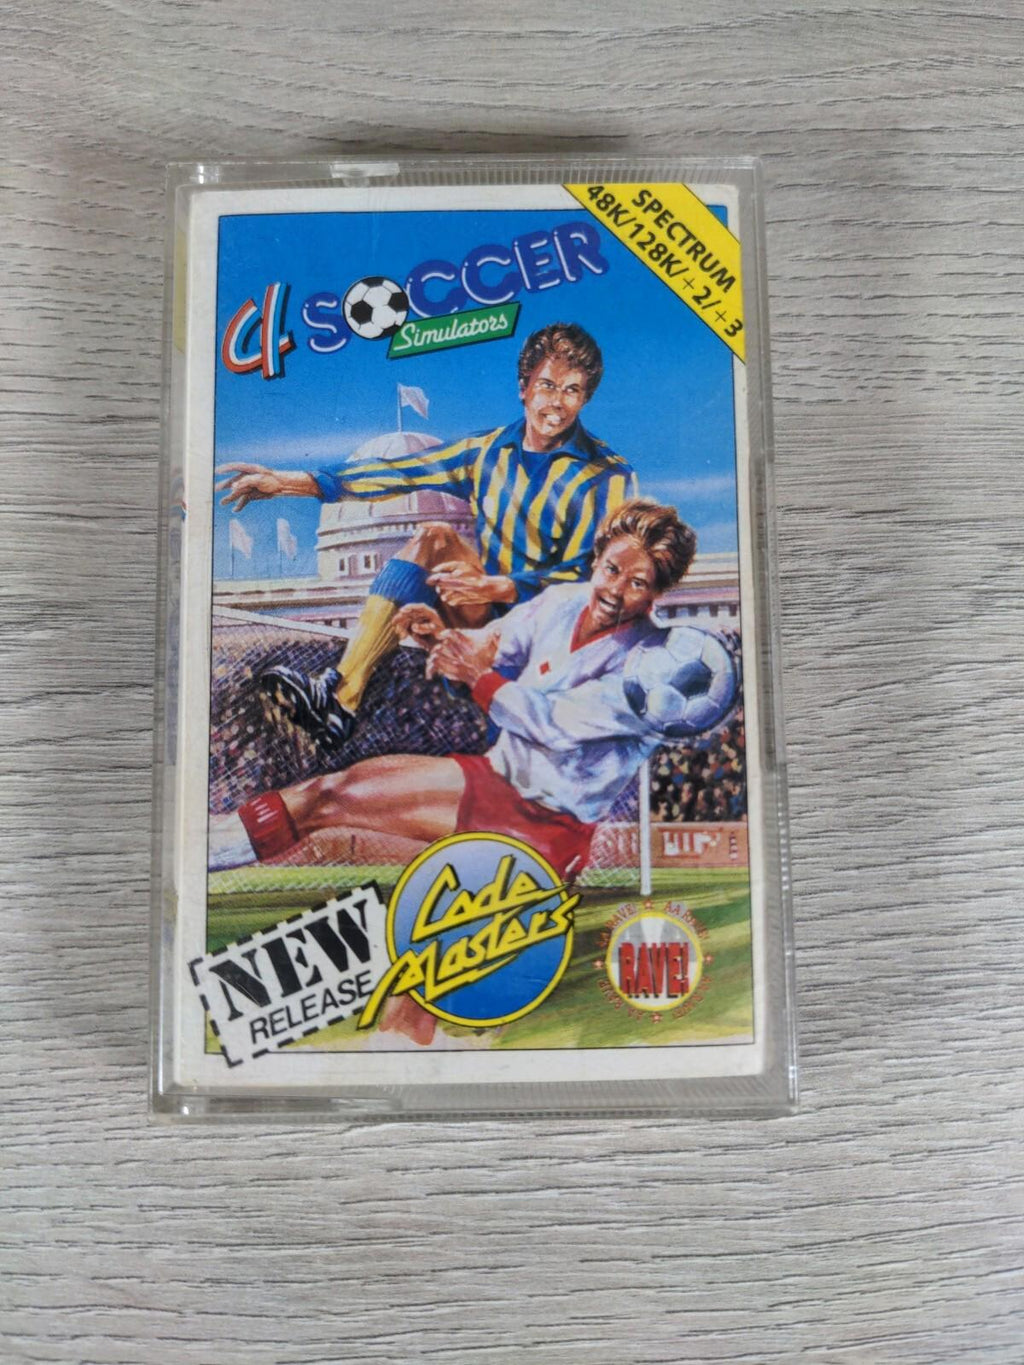 SPECTRUM
48K/128K/+2/+3
4 SOCCER
Simulators
Code
Masters
NEW
RELEASE
RAVE!